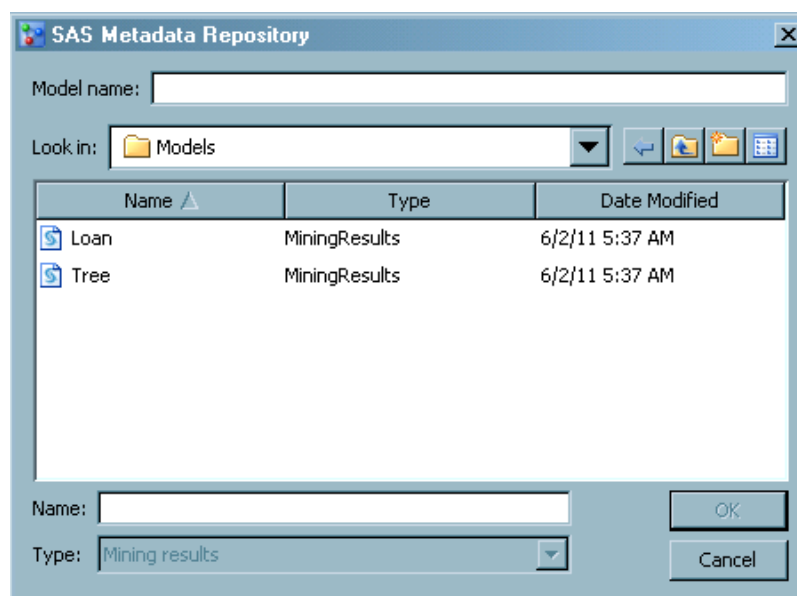 SAS Metadata Repository
Model name:
Look in: Models
Name Type Date Modified
Loan MiningResults 6/2/11 5:37 AM
Tree MiningResults 6/2/11 5:37 AM
Name: OK
Type: Mining results Cancel